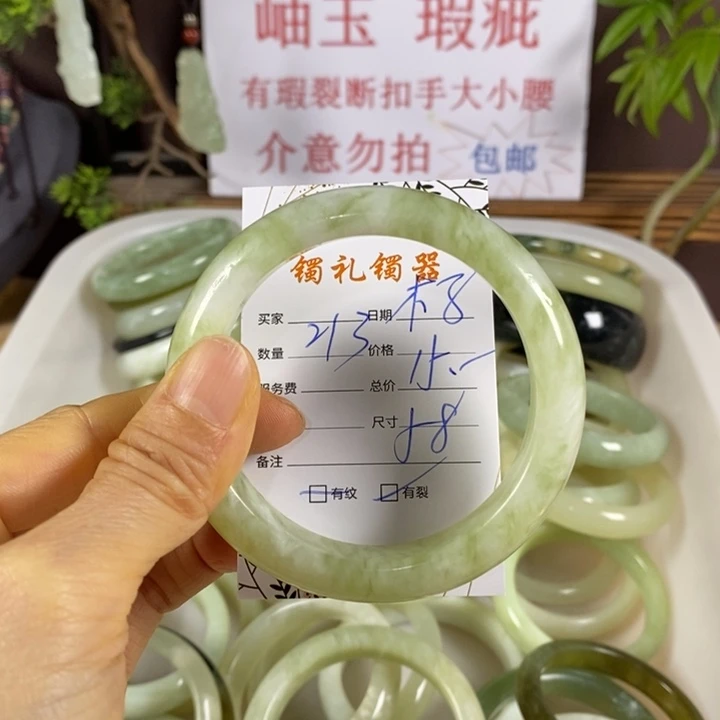 岫玉 瑕疵
有瑕裂断扣手大小腰
介意勿拍 包邮
镯礼镯器
买家 日期
数量 213 价格
服务费 总价
尺寸 58
备注
有纹 有裂